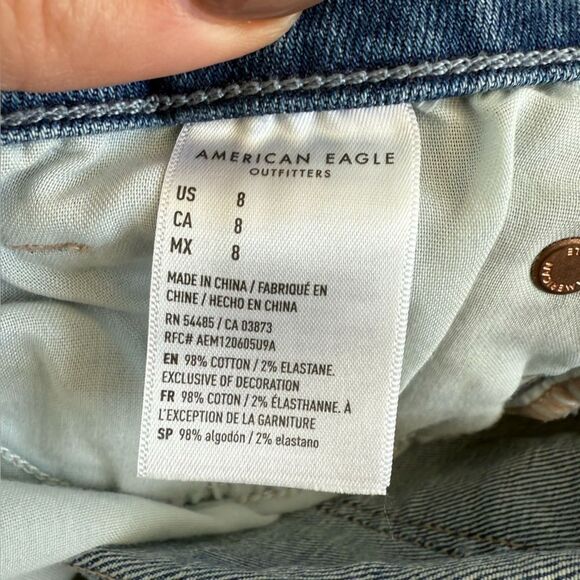 AMERICAN EAGLE
OUTFITTERS
US 8
CA 8
MX 8
MADE IN CHINA / FABRIQUÉ EN
CHINE / HECHO EN CHINA
RN 54485 / CA 03873
RFC# AEM120605U9A
EN 98% COTTON / 2% ELASTANE.
EXCLUSIVE OF DECORATION
FR 98% COTON / 2% ÉLASTHANNE. À
L'EXCEPTION DE LA GARNITURE
SP 98% algodón / 2% elastano